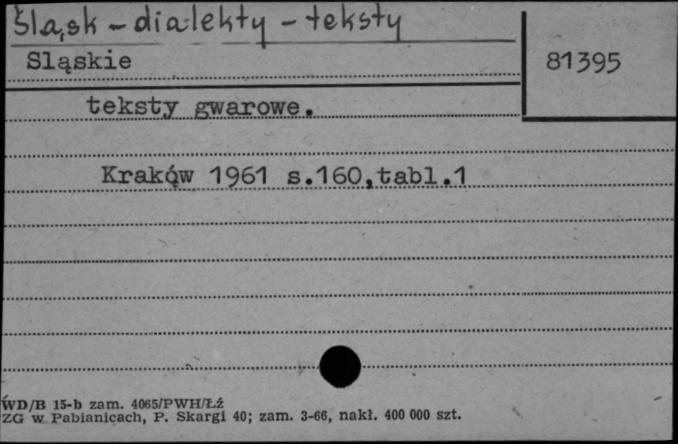 Śląsk - dialekty - teksty
Sląskie
81395
teksty gwarowe.
Kraków 1961 s.160,tabl.1
WD/B 15-b zam. 4065/PWH/Łź
ZG w Pabianicach, P. Skargi 40; zam. 3-66, nakł. 400 000 szt.